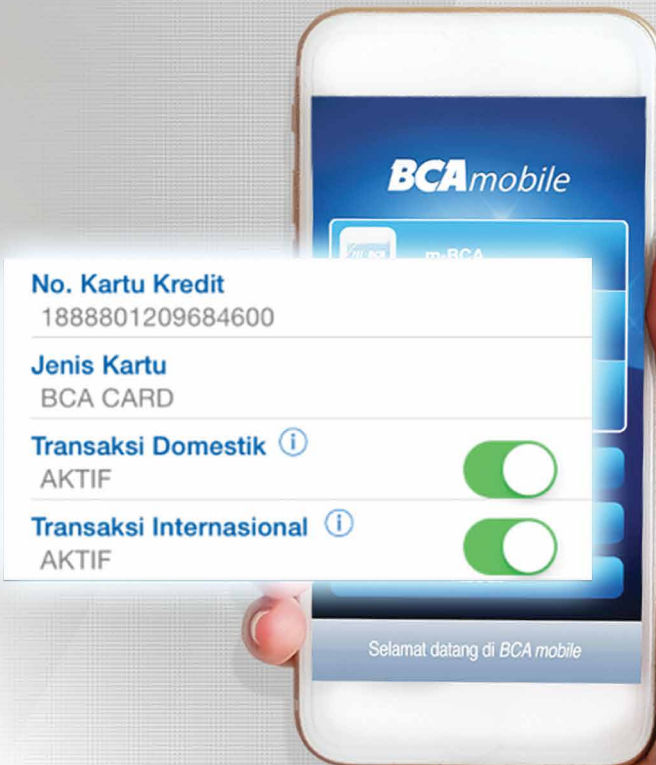 BCAmobile
m-BCA
No. Kartu Kredit
1888801209684600
Jenis Kartu
BCA CARD
Transaksi Domestik
AKTIF
Transaksi Internasional
AKTIF
Selamat datang di BCA mobile